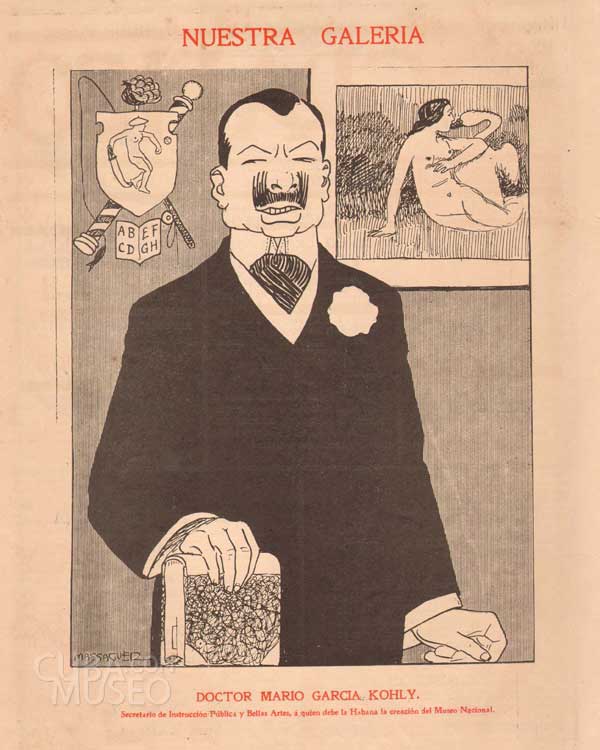 NUESTRA GALERIA
AB EF
CD GH
MASSAGUER
CUBA CON
MUSEO
DOCTOR MARIO GARCIA KOHLY.
Secretario de Instrucción Pública y Bellas Artes, á quien debe la Habana la creación del Museo Nacional.